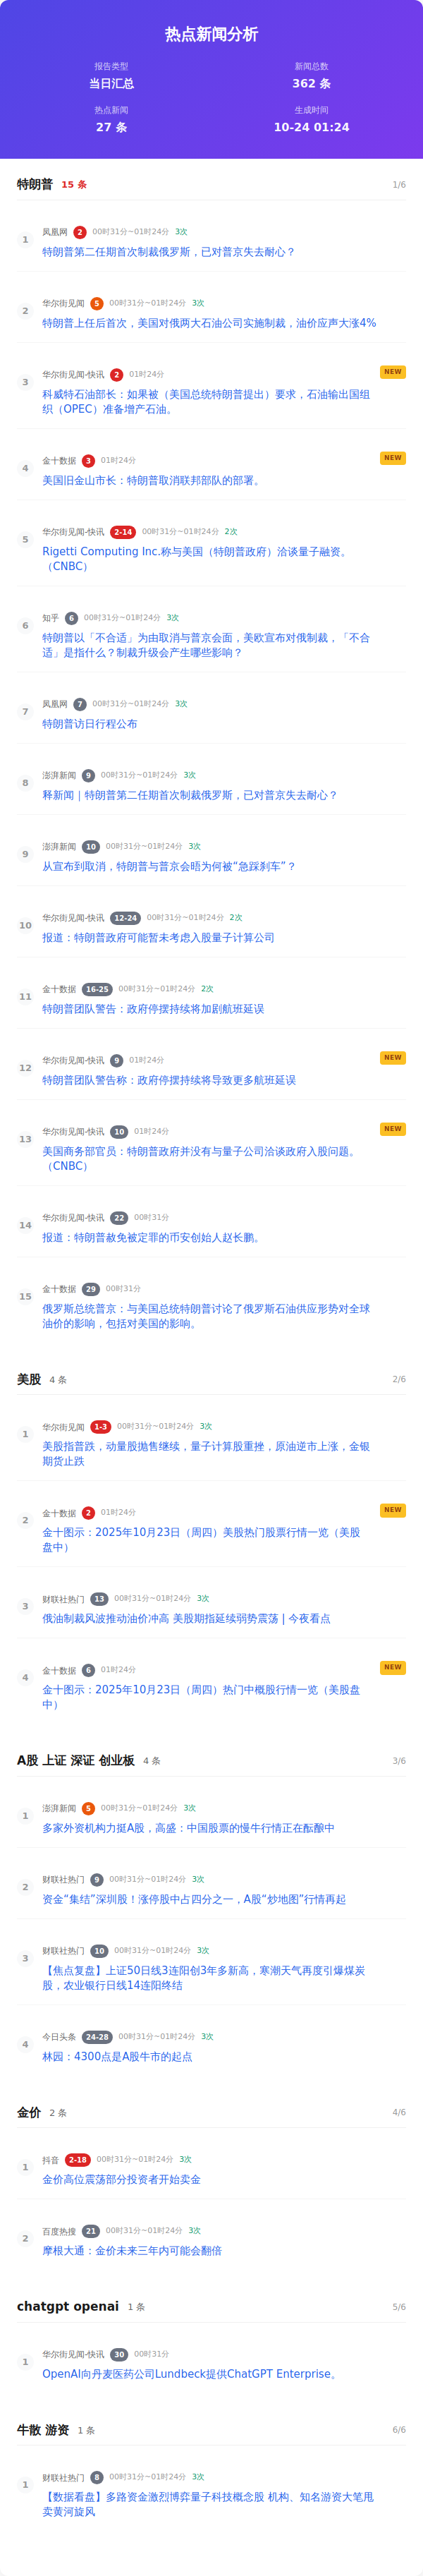 热点新闻分析
报告类型
当日汇总
新闻总数
362 条
热点新闻
27 条
生成时间
10-24 01:24
特朗普 15 条 1/6
1 凤凰网 2 00时31分~01时24分 3次
特朗普第二任期首次制裁俄罗斯，已对普京失去耐心？
2 华尔街见闻 5 00时31分~01时24分 3次
特朗普上任后首次，美国对俄两大石油公司实施制裁，油价应声大涨4%
3 华尔街见闻-快讯 2 01时24分 NEW
科威特石油部长：如果被（美国总统特朗普提出）要求，石油输出国组
织（OPEC）准备增产石油。
4 金十数据 3 01时24分 NEW
美国旧金山市长：特朗普取消联邦部队的部署。
5 华尔街见闻-快讯 2-14 00时31分~01时24分 2次
Rigetti Computing Inc.称与美国（特朗普政府）洽谈量子融资。
（CNBC）
6 知乎 6 00时31分~01时24分 3次
特朗普以「不合适」为由取消与普京会面，美欧宣布对俄制裁，「不合
适」是指什么？制裁升级会产生哪些影响？
7 凤凰网 7 00时31分~01时24分 3次
特朗普访日行程公布
8 澎湃新闻 9 00时31分~01时24分 3次
释新闻｜特朗普第二任期首次制裁俄罗斯，已对普京失去耐心？
9 澎湃新闻 10 00时31分~01时24分 3次
从宣布到取消，特朗普与普京会晤为何被“急踩刹车”？
10 华尔街见闻-快讯 12-24 00时31分~01时24分 2次
报道：特朗普政府可能暂未考虑入股量子计算公司
11 金十数据 16-25 00时31分~01时24分 2次
特朗普团队警告：政府停摆持续将加剧航班延误
12 华尔街见闻-快讯 9 01时24分 NEW
特朗普团队警告称：政府停摆持续将导致更多航班延误
13 华尔街见闻-快讯 10 01时24分 NEW
美国商务部官员：特朗普政府并没有与量子公司洽谈政府入股问题。
（CNBC）
14 华尔街见闻-快讯 22 00时31分
报道：特朗普赦免被定罪的币安创始人赵长鹏。
15 金十数据 29 00时31分
俄罗斯总统普京：与美国总统特朗普讨论了俄罗斯石油供应形势对全球
油价的影响，包括对美国的影响。
美股 4 条 2/6
1 华尔街见闻 1-3 00时31分~01时24分 3次
美股指普跌，动量股抛售继续，量子计算股重挫，原油逆市上涨，金银
期货止跌
2 金十数据 2 01时24分 NEW
金十图示：2025年10月23日（周四）美股热门股票行情一览（美股
盘中）
3 财联社热门 13 00时31分~01时24分 3次
俄油制裁风波推动油价冲高 美股期指延续弱势震荡 | 今夜看点
4 金十数据 6 01时24分 NEW
金十图示：2025年10月23日（周四）热门中概股行情一览（美股盘
中）
A股 上证 深证 创业板 4 条 3/6
1 澎湃新闻 5 00时31分~01时24分 3次
多家外资机构力挺A股，高盛：中国股票的慢牛行情正在酝酿中
2 财联社热门 9 00时31分~01时24分 3次
资金“集结”深圳股！涨停股中占四分之一，A股“炒地图”行情再起
3 财联社热门 10 00时31分~01时24分 3次
【焦点复盘】上证50日线3连阳创3年多新高，寒潮天气再度引爆煤炭
股，农业银行日线14连阳终结
4 今日头条 24-28 00时31分~01时24分 3次
林园：4300点是A股牛市的起点
金价 2 条 4/6
1 抖音 2-18 00时31分~01时24分 3次
金价高位震荡部分投资者开始卖金
2 百度热搜 21 00时31分~01时24分 3次
摩根大通：金价未来三年内可能会翻倍
chatgpt openai 1 条 5/6
1 华尔街见闻-快讯 30 00时31分
OpenAI向丹麦医药公司Lundbeck提供ChatGPT Enterprise。
牛散 游资 1 条 6/6
1 财联社热门 8 00时31分~01时24分 3次
【数据看盘】多路资金激烈博弈量子科技概念股 机构、知名游资大笔甩
卖黄河旋风